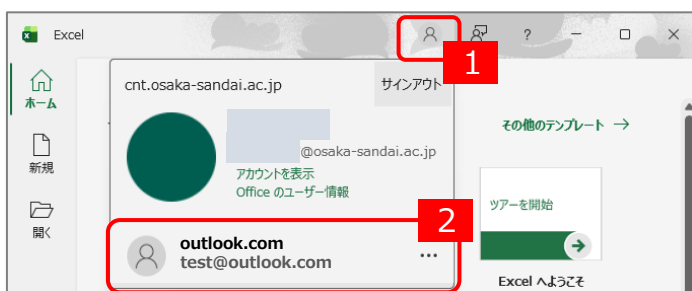 Excel
?
1
ホーム
新規
開く
cnt.osaka-sandai.ac.jp
サインアウト
@osaka-sandai.ac.jp
アカウントを表示
Office のユーザー情報
2
outlook.com
test@outlook.com
その他のテンプレート →
ツアーを開始
Excel へようこそ